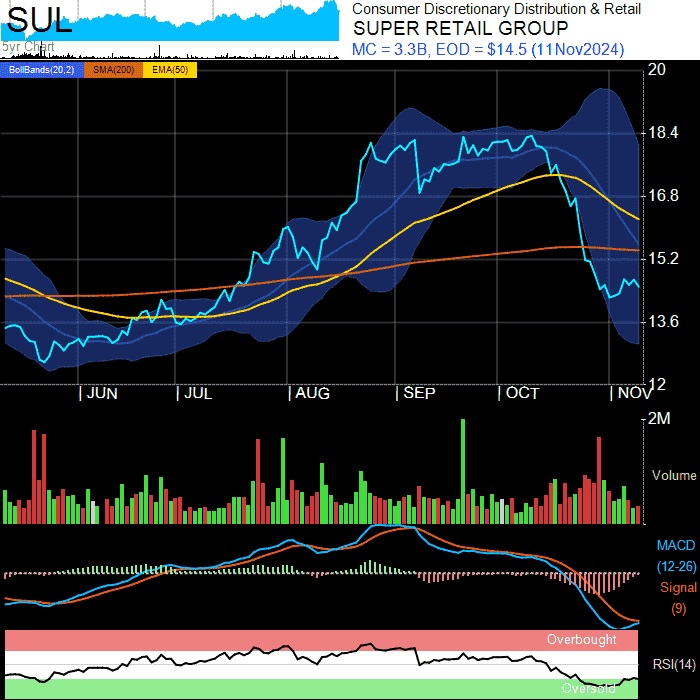 SUL
5yr Chart
Consumer Discretionary Distribution & Retail
SUPER RETAIL GROUP
MC = 3.3B, EOD = $14.5 (11Nov2024)
BollBands(20,2) SMA(200) EMA(50)
20
18.4
16.8
15.2
13.6
12
JUN JUL AUG SEP OCT NOV
2M
Volume
MACD
(12-26)
Signal
(9)
Overbought
RSI(14)
Oversold